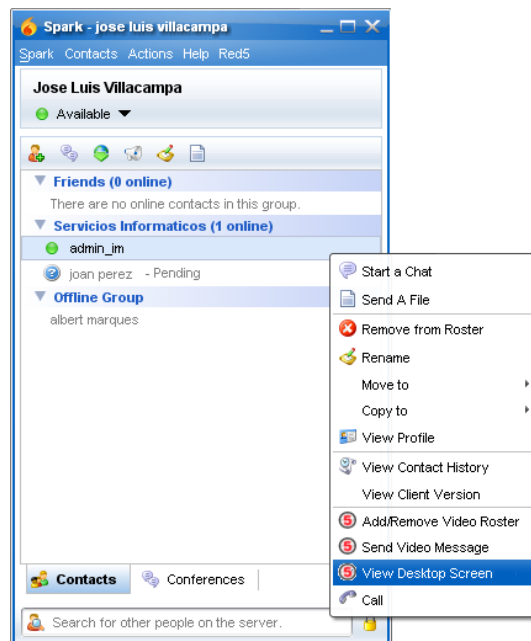 Spark - jose luis villacampa
Spark Contacts Actions Help Red5
Jose Luis Villacampa
Available
Friends (0 online)
There are no online contacts in this group.
Servicios Informaticos (1 online)
admin_im
joan perez - Pending
Offline Group
albert marques
Start a Chat
Send A File
Remove from Roster
Rename
Move to
Copy to
View Profile
View Contact History
View Client Version
5 Add/Remove Video Roster
5 Send Video Message
5 View Desktop Screen
Call
Contacts Conferences
Search for other people on the server.